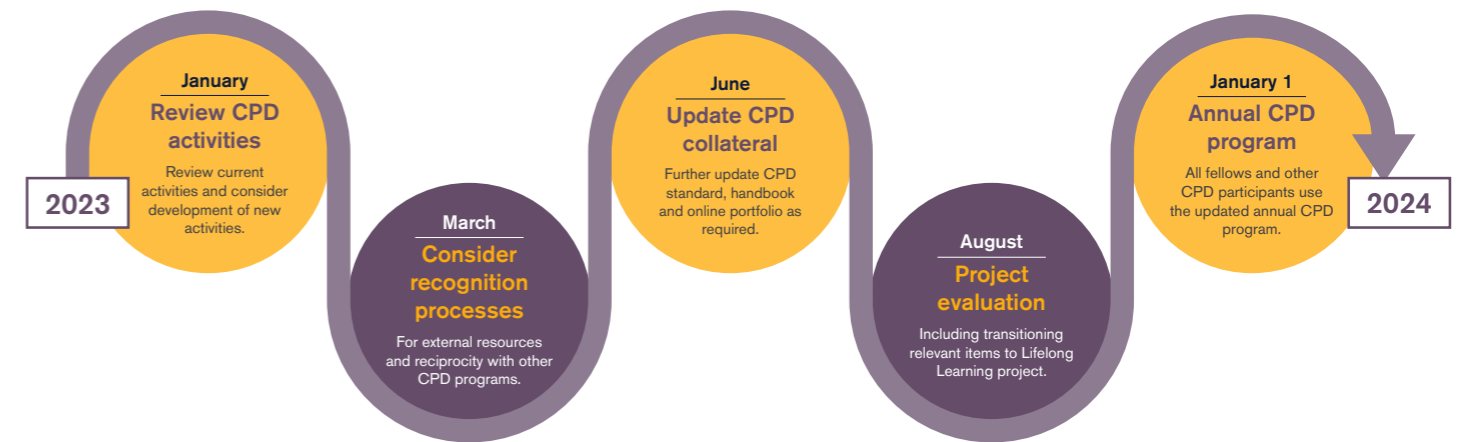 2023
January
Review CPD
activities
Review current
activities and consider
development of new
activities.
March
Consider
recognition
processes
For external resources
and reciprocity with other
CPD programs.
June
Update CPD
collateral
Further update CPD
standard, handbook
and online portfolio as
required.
August
Project
evaluation
Including transitioning
relevant items to Lifelong
Learning project.
January 1
Annual CPD
program
All fellows and other
CPD participants use
the updated annual CPD
program.
2024